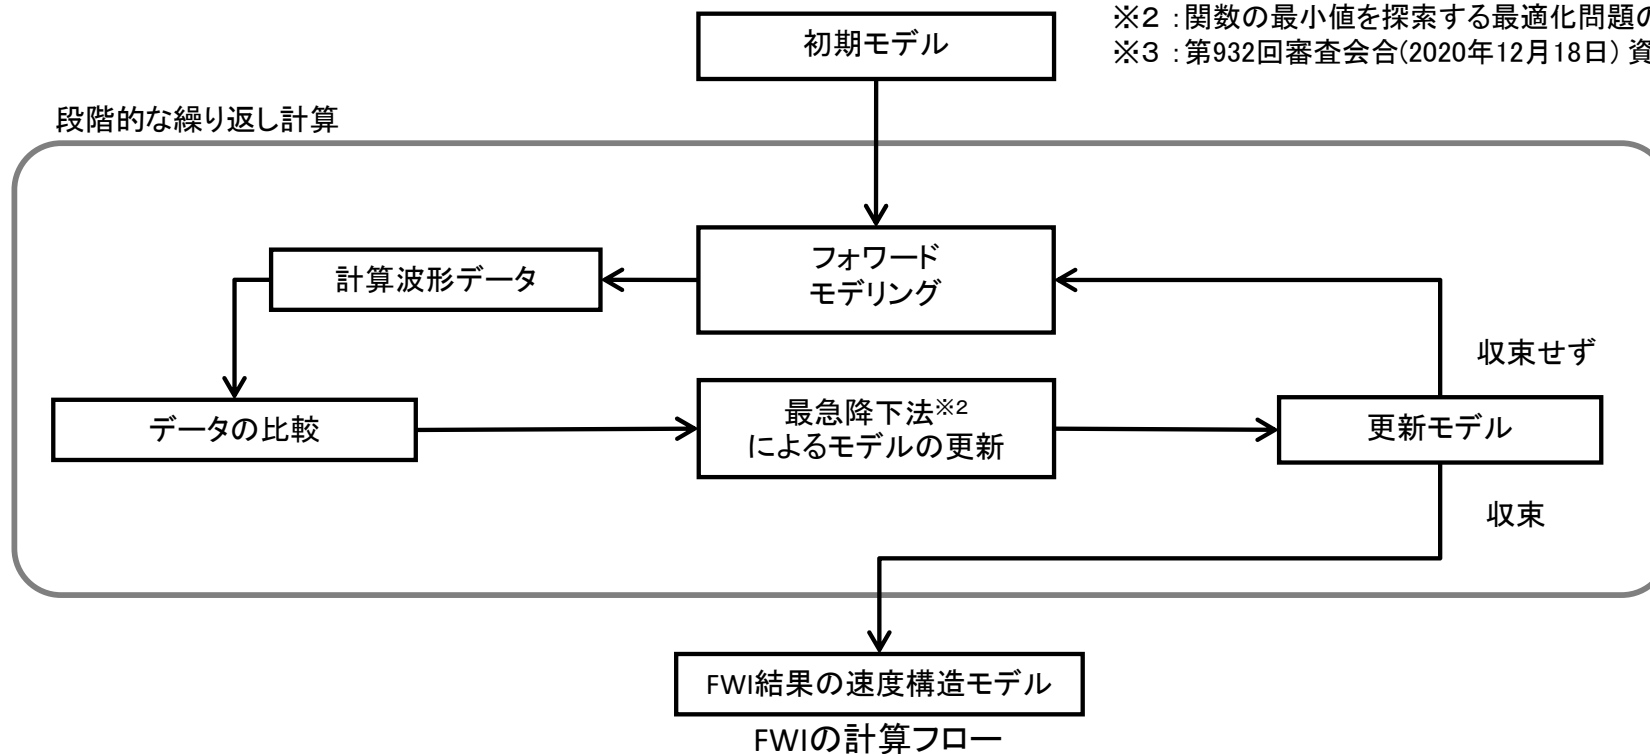 ※2：関数の最小値を探索する最適化問題の
※3：第932回審査会合(2020年12月18日) 資
初期モデル
段階的な繰り返し計算
フォワード
モデリング
計算波形データ
収束せず
データの比較
最急降下法※2
によるモデルの更新
更新モデル
収束
FWI結果の速度構造モデル
FWIの計算フロー